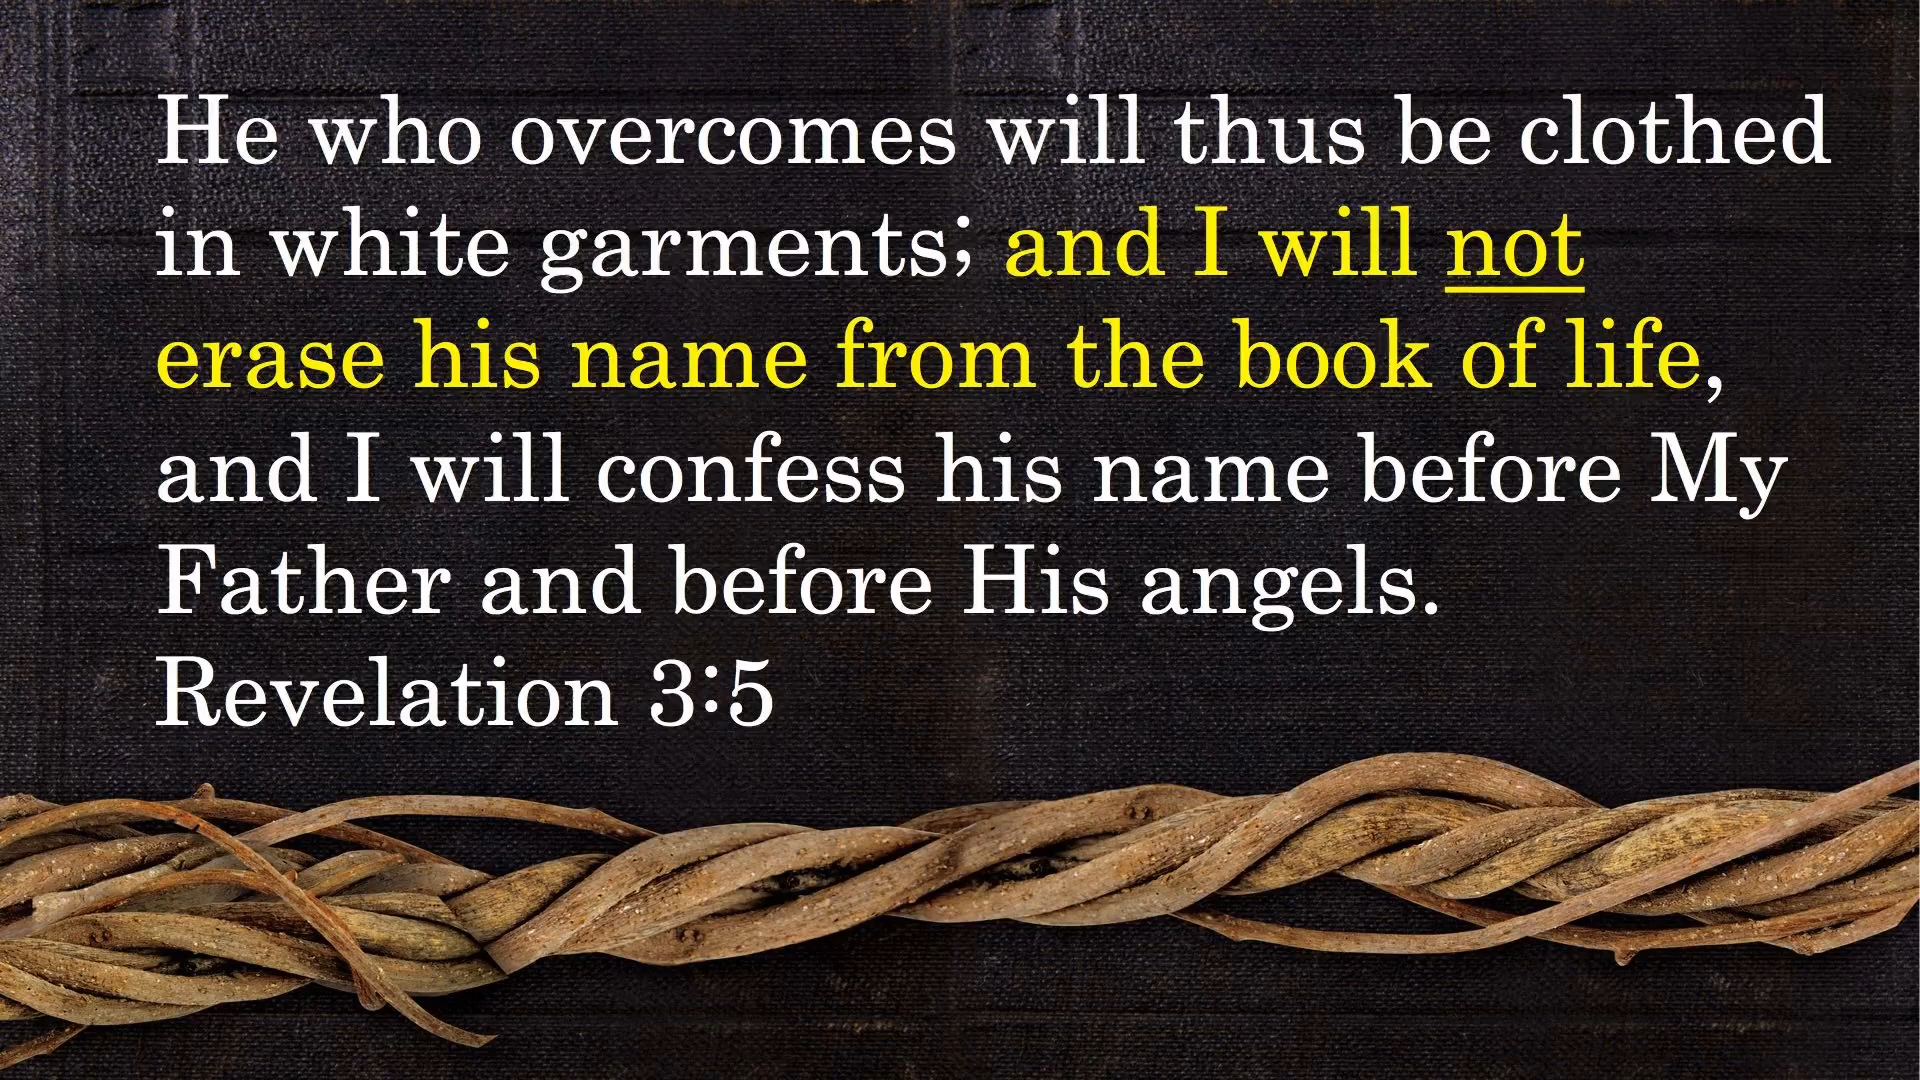 He who overcomes will thus be clothed
in white garments; and I will not
erase his name from the book of life,
and I will confess his name before My
Father and before His angels.
Revelation 3:5